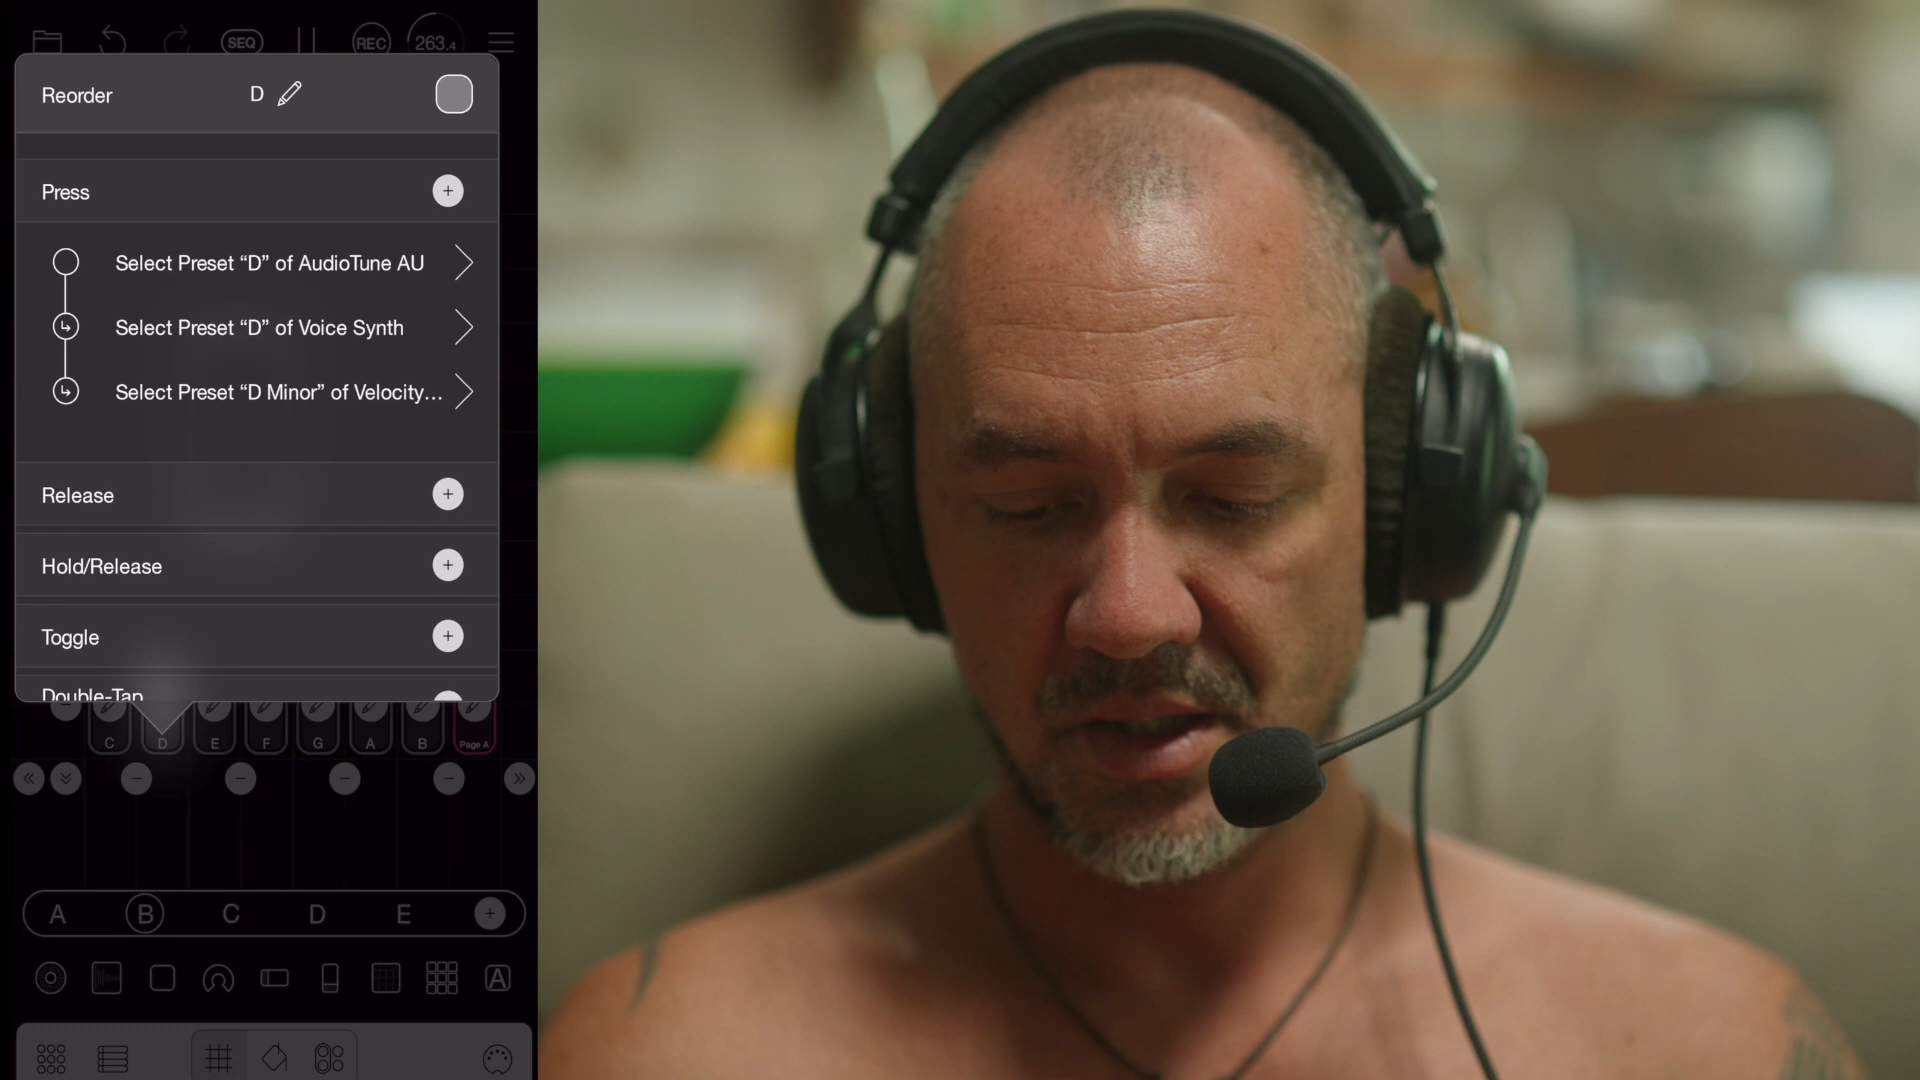 SEQ
REC
263.4
Reorder
D
Press
Select Preset “D” of AudioTune AU
Select Preset “D” of Voice Synth
Select Preset “D Minor” of Velocity...
Release
Hold/Release
Toggle
Double-Tap
C D E F G A B Page A
A B C D E
A